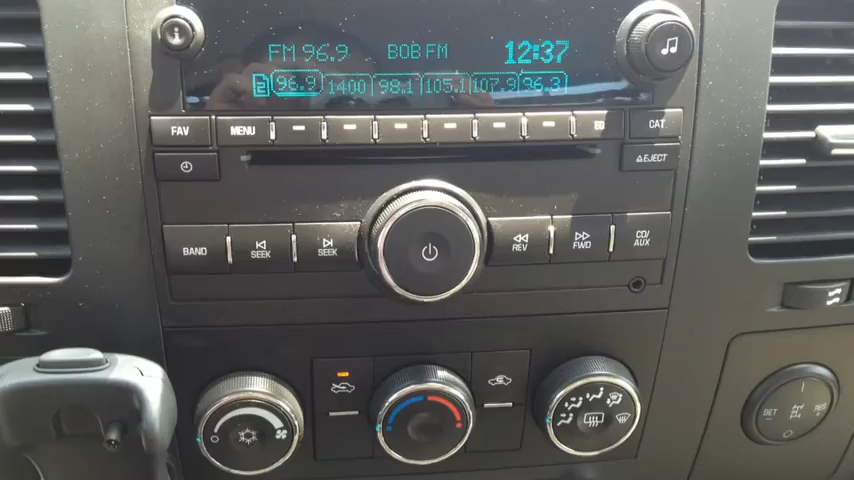 FM 96.9 BOB FM 12:37
2 96.9 1400 98.1 105.1 107.9 96.3
FAV MENU EQ CAT
EJECT
BAND SEEK SEEK REV FWD CD/
AUX